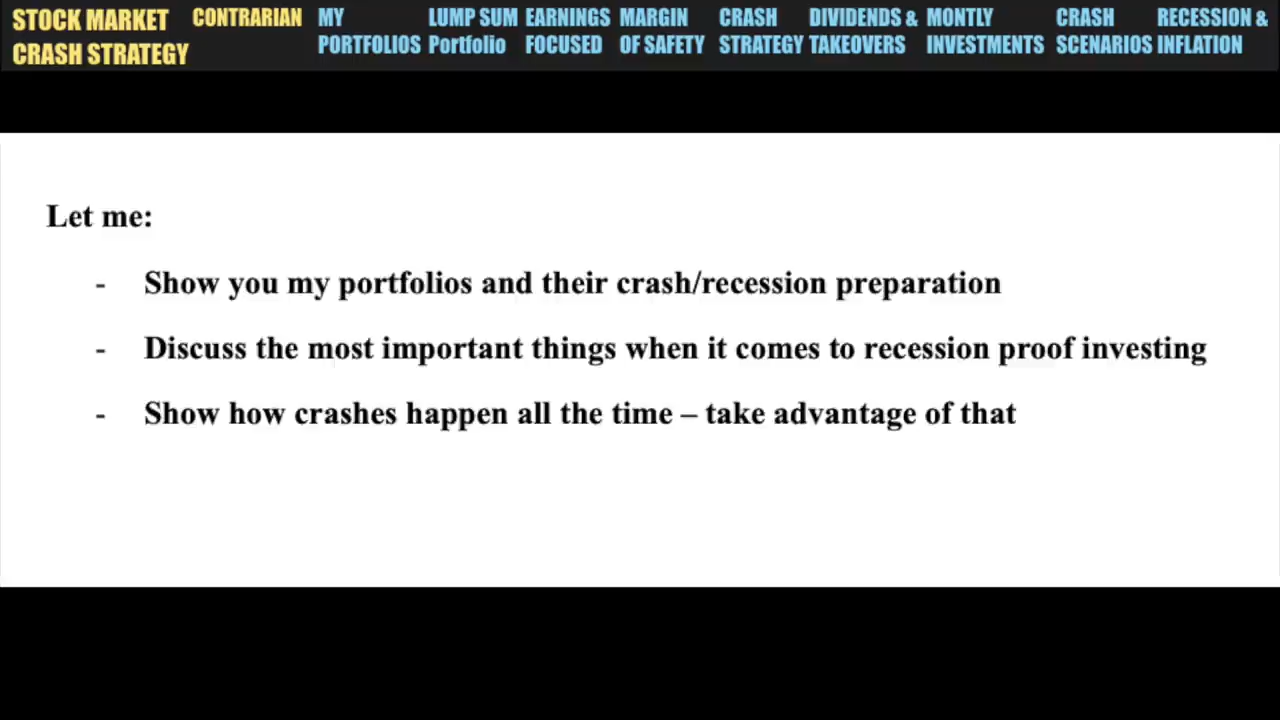 STOCK MARKET
CRASH STRATEGY
CONTRARIAN
MY
PORTFOLIOS
LUMP SUM
Portfolio
EARNINGS
FOCUSED
MARGIN
OF SAFETY
CRASH
STRATEGY
DIVIDENDS &
TAKEOVERS
MONTLY
INVESTMENTS
CRASH
SCENARIOS
RECESSION &
INFLATION
Let me:
- Show you my portfolios and their crash/recession preparation
- Discuss the most important things when it comes to recession proof investing
- Show how crashes happen all the time – take advantage of that